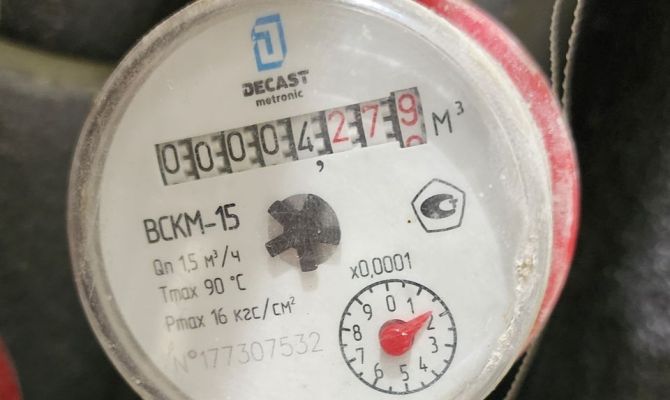 DECAST
metronic
00004,279 м³
ВСКМ-15
Qn 1,5 м³/ч
Tmax 90 °C
Pmax 16 кгс/см²
№177307532
x0,0001
0 1 2 3 4 5 6 7 8 9